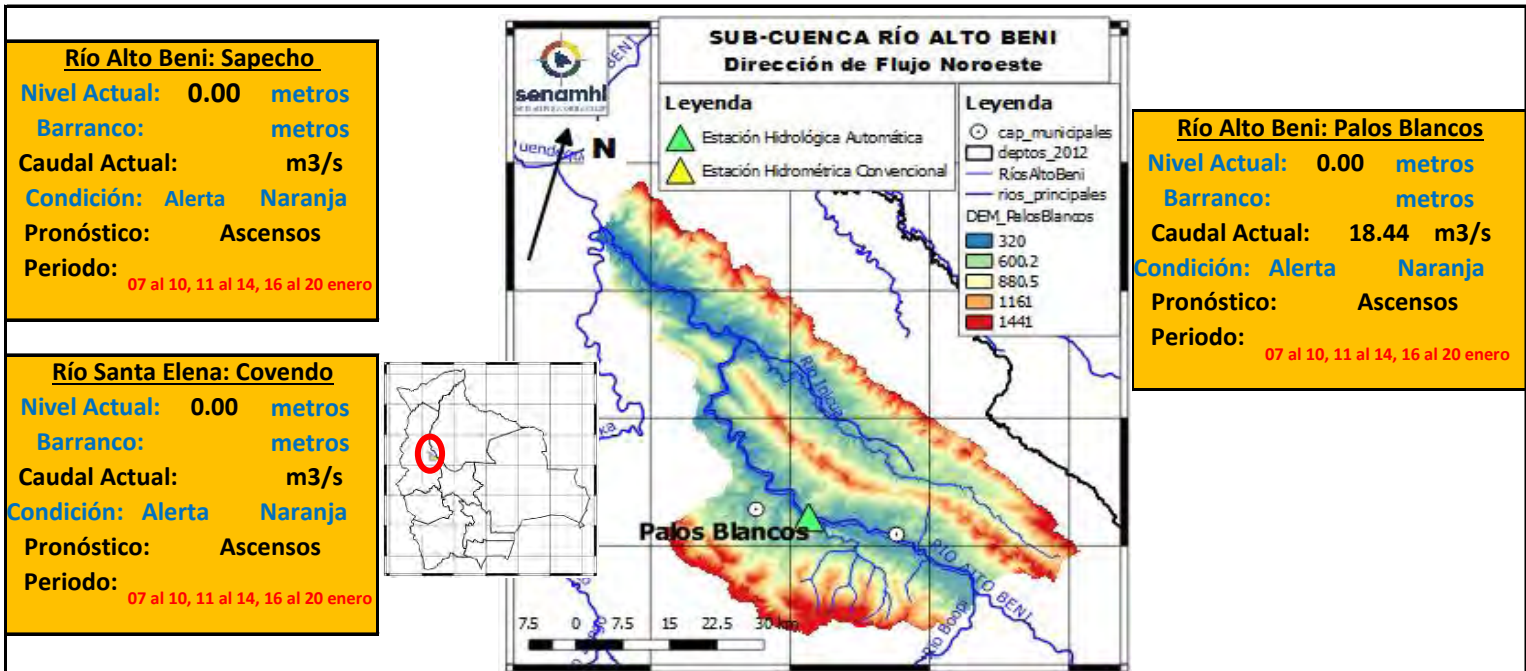 Río Alto Beni: Sapecho
Nivel Actual: 0.00 metros
Barranco: metros
Caudal Actual: m3/s
Condición: Alerta Naranja
Pronóstico: Ascensos
Periodo:
07 al 10, 11 al 14, 16 al 20 enero
Río Santa Elena: Covendo
Nivel Actual: 0.00 metros
Barranco: metros
Caudal Actual: m3/s
Condición: Alerta Naranja
Pronóstico: Ascensos
Periodo:
07 al 10, 11 al 14, 16 al 20 enero
senamhi
SUB-CUENCA RÍO ALTO BENI
Dirección de Flujo Noroeste
BENI
N
Leyenda
Estación Hidrológica Automática
Estación Hidrométrica Convencional
Leyenda
cap_municipales
deptos_2012
RíosAltoBeni
rios_principales
DEM_PalosBlancos
320
600.2
880.5
1161
1441
Río Inicua
Palos Blancos
RIO ALTO BENI
Río Boopi
7.5 0 7.5 15 22.5 30 km
Río Alto Beni: Palos Blancos
Nivel Actual: 0.00 metros
Barranco: metros
Caudal Actual: 18.44 m3/s
Condición: Alerta Naranja
Pronóstico: Ascensos
Periodo:
07 al 10, 11 al 14, 16 al 20 enero